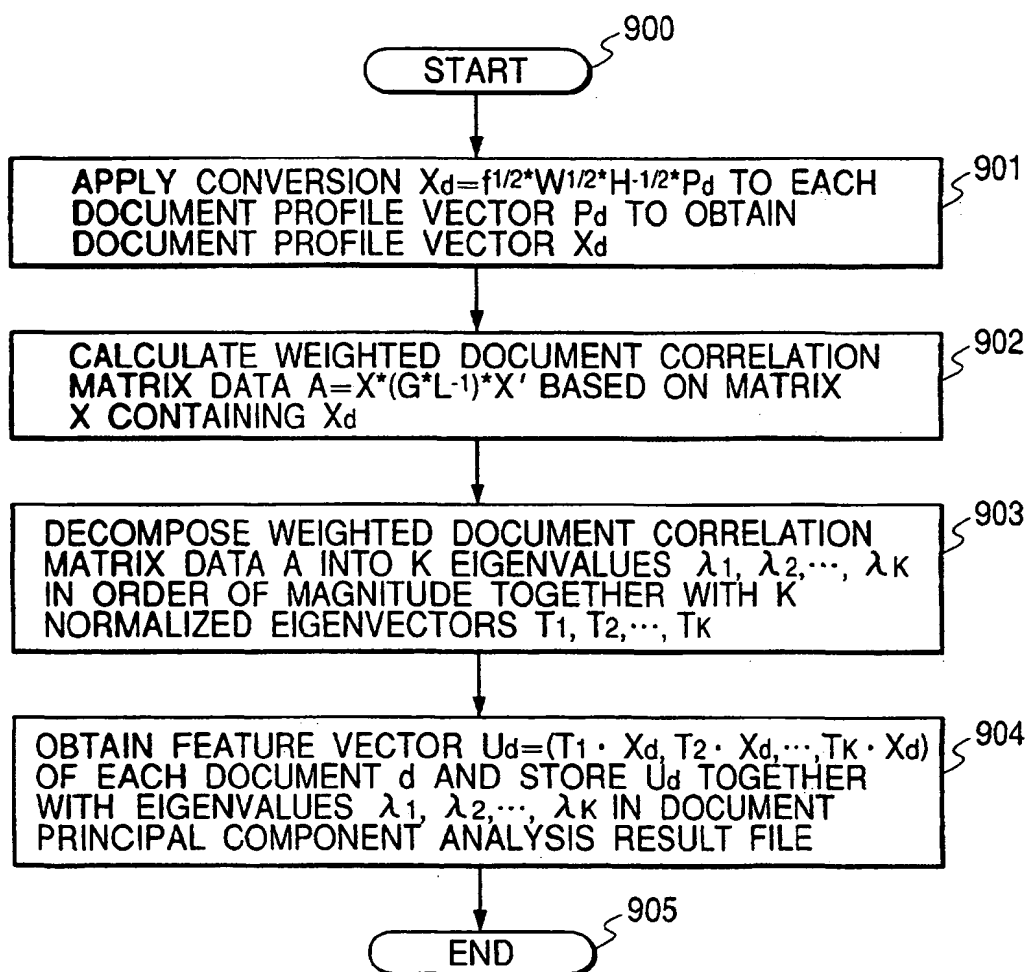 900
START
901
APPLY CONVERSION Xd=f1/2*W1/2*H-1/2*Pd TO EACH
DOCUMENT PROFILE VECTOR Pd TO OBTAIN
DOCUMENT PROFILE VECTOR Xd
902
CALCULATE WEIGHTED DOCUMENT CORRELATION
MATRIX DATA A=X*(G*L-1)*X' BASED ON MATRIX
X CONTAINING Xd
903
DECOMPOSE WEIGHTED DOCUMENT CORRELATION
MATRIX DATA A INTO K EIGENVALUES λ1, λ2,⋯, λK
IN ORDER OF MAGNITUDE TOGETHER WITH K
NORMALIZED EIGENVECTORS T1, T2,⋯, TK
904
OBTAIN FEATURE VECTOR Ud=(T1・Xd, T2・Xd,⋯, TK・Xd)
OF EACH DOCUMENT d AND STORE Ud TOGETHER
WITH EIGENVALUES λ1, λ2,⋯, λK IN DOCUMENT
PRINCIPAL COMPONENT ANALYSIS RESULT FILE
905
END